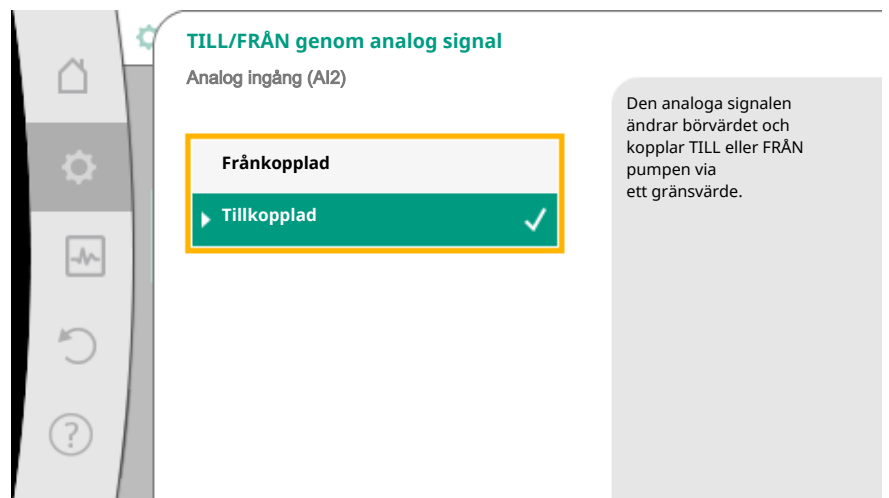 TILL/FRÅN genom analog signal
Analog ingång (AI2)
Frånkopplad
Tillkopplad
Den analoga signalen
ändrar börvärdet och
kopplar TILL eller FRÅN
pumpen via
ett gränsvärde.